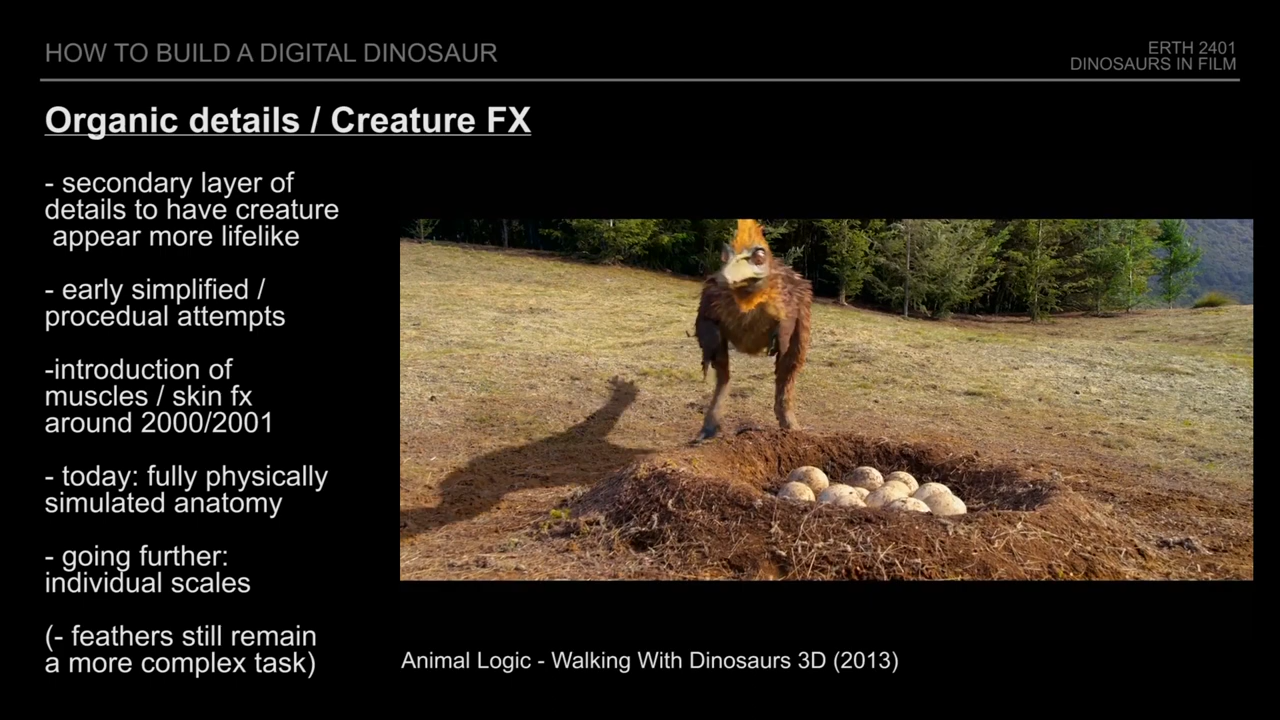 HOW TO BUILD A DIGITAL DINOSAUR
ERTH 2401
DINOSAURS IN FILM
Organic details / Creature FX
- secondary layer of
details to have creature
appear more lifelike
- early simplified /
procedual attempts
-introduction of
muscles / skin fx
around 2000/2001
- today: fully physically
simulated anatomy
- going further:
individual scales
(- feathers still remain
a more complex task)
Animal Logic - Walking With Dinosaurs 3D (2013)